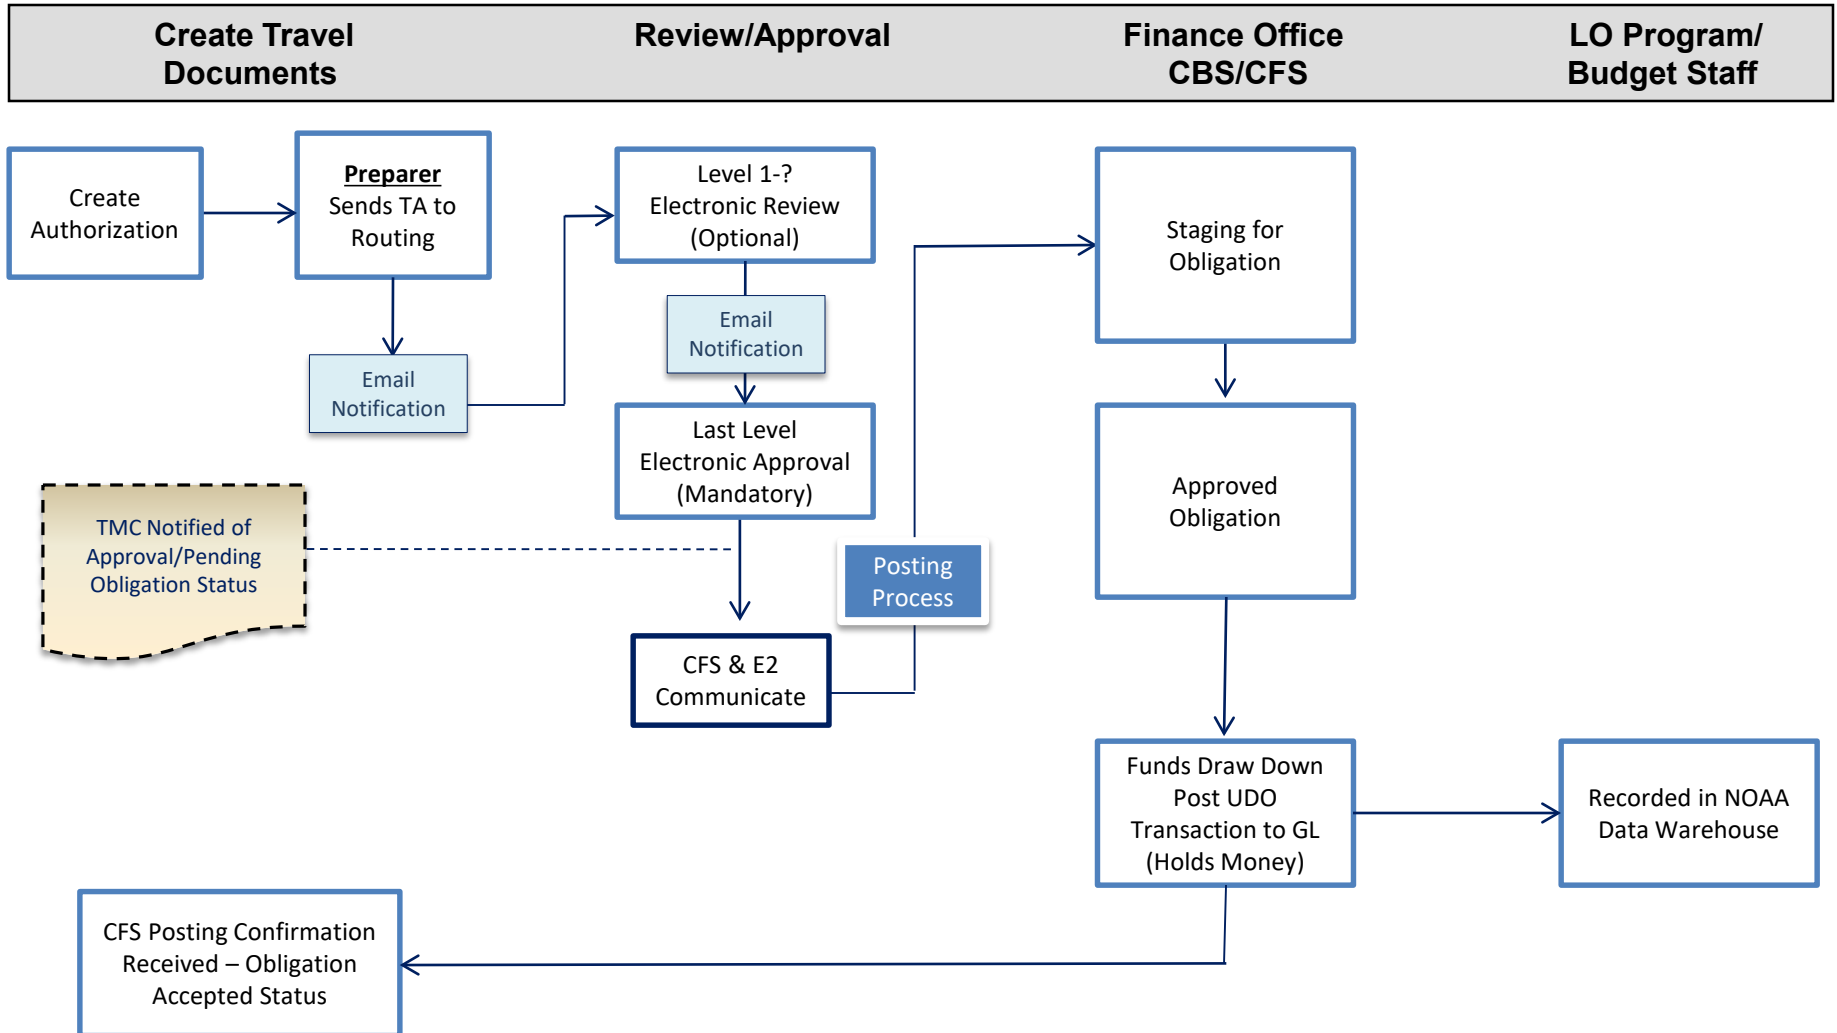 Create Travel
Documents
Review/Approval
Finance Office
CBS/CFS
LO Program/
Budget Staff
Create
Authorization
Preparer
Sends TA to
Routing
Email
Notification
Level 1-?
Electronic Review
(Optional)
Email
Notification
Last Level
Electronic Approval
(Mandatory)
TMC Notified of
Approval/Pending
Obligation Status
CFS & E2
Communicate
Posting
Process
Staging for
Obligation
Approved
Obligation
Funds Draw Down
Post UDO
Transaction to GL
(Holds Money)
Recorded in NOAA
Data Warehouse
CFS Posting Confirmation
Received – Obligation
Accepted Status